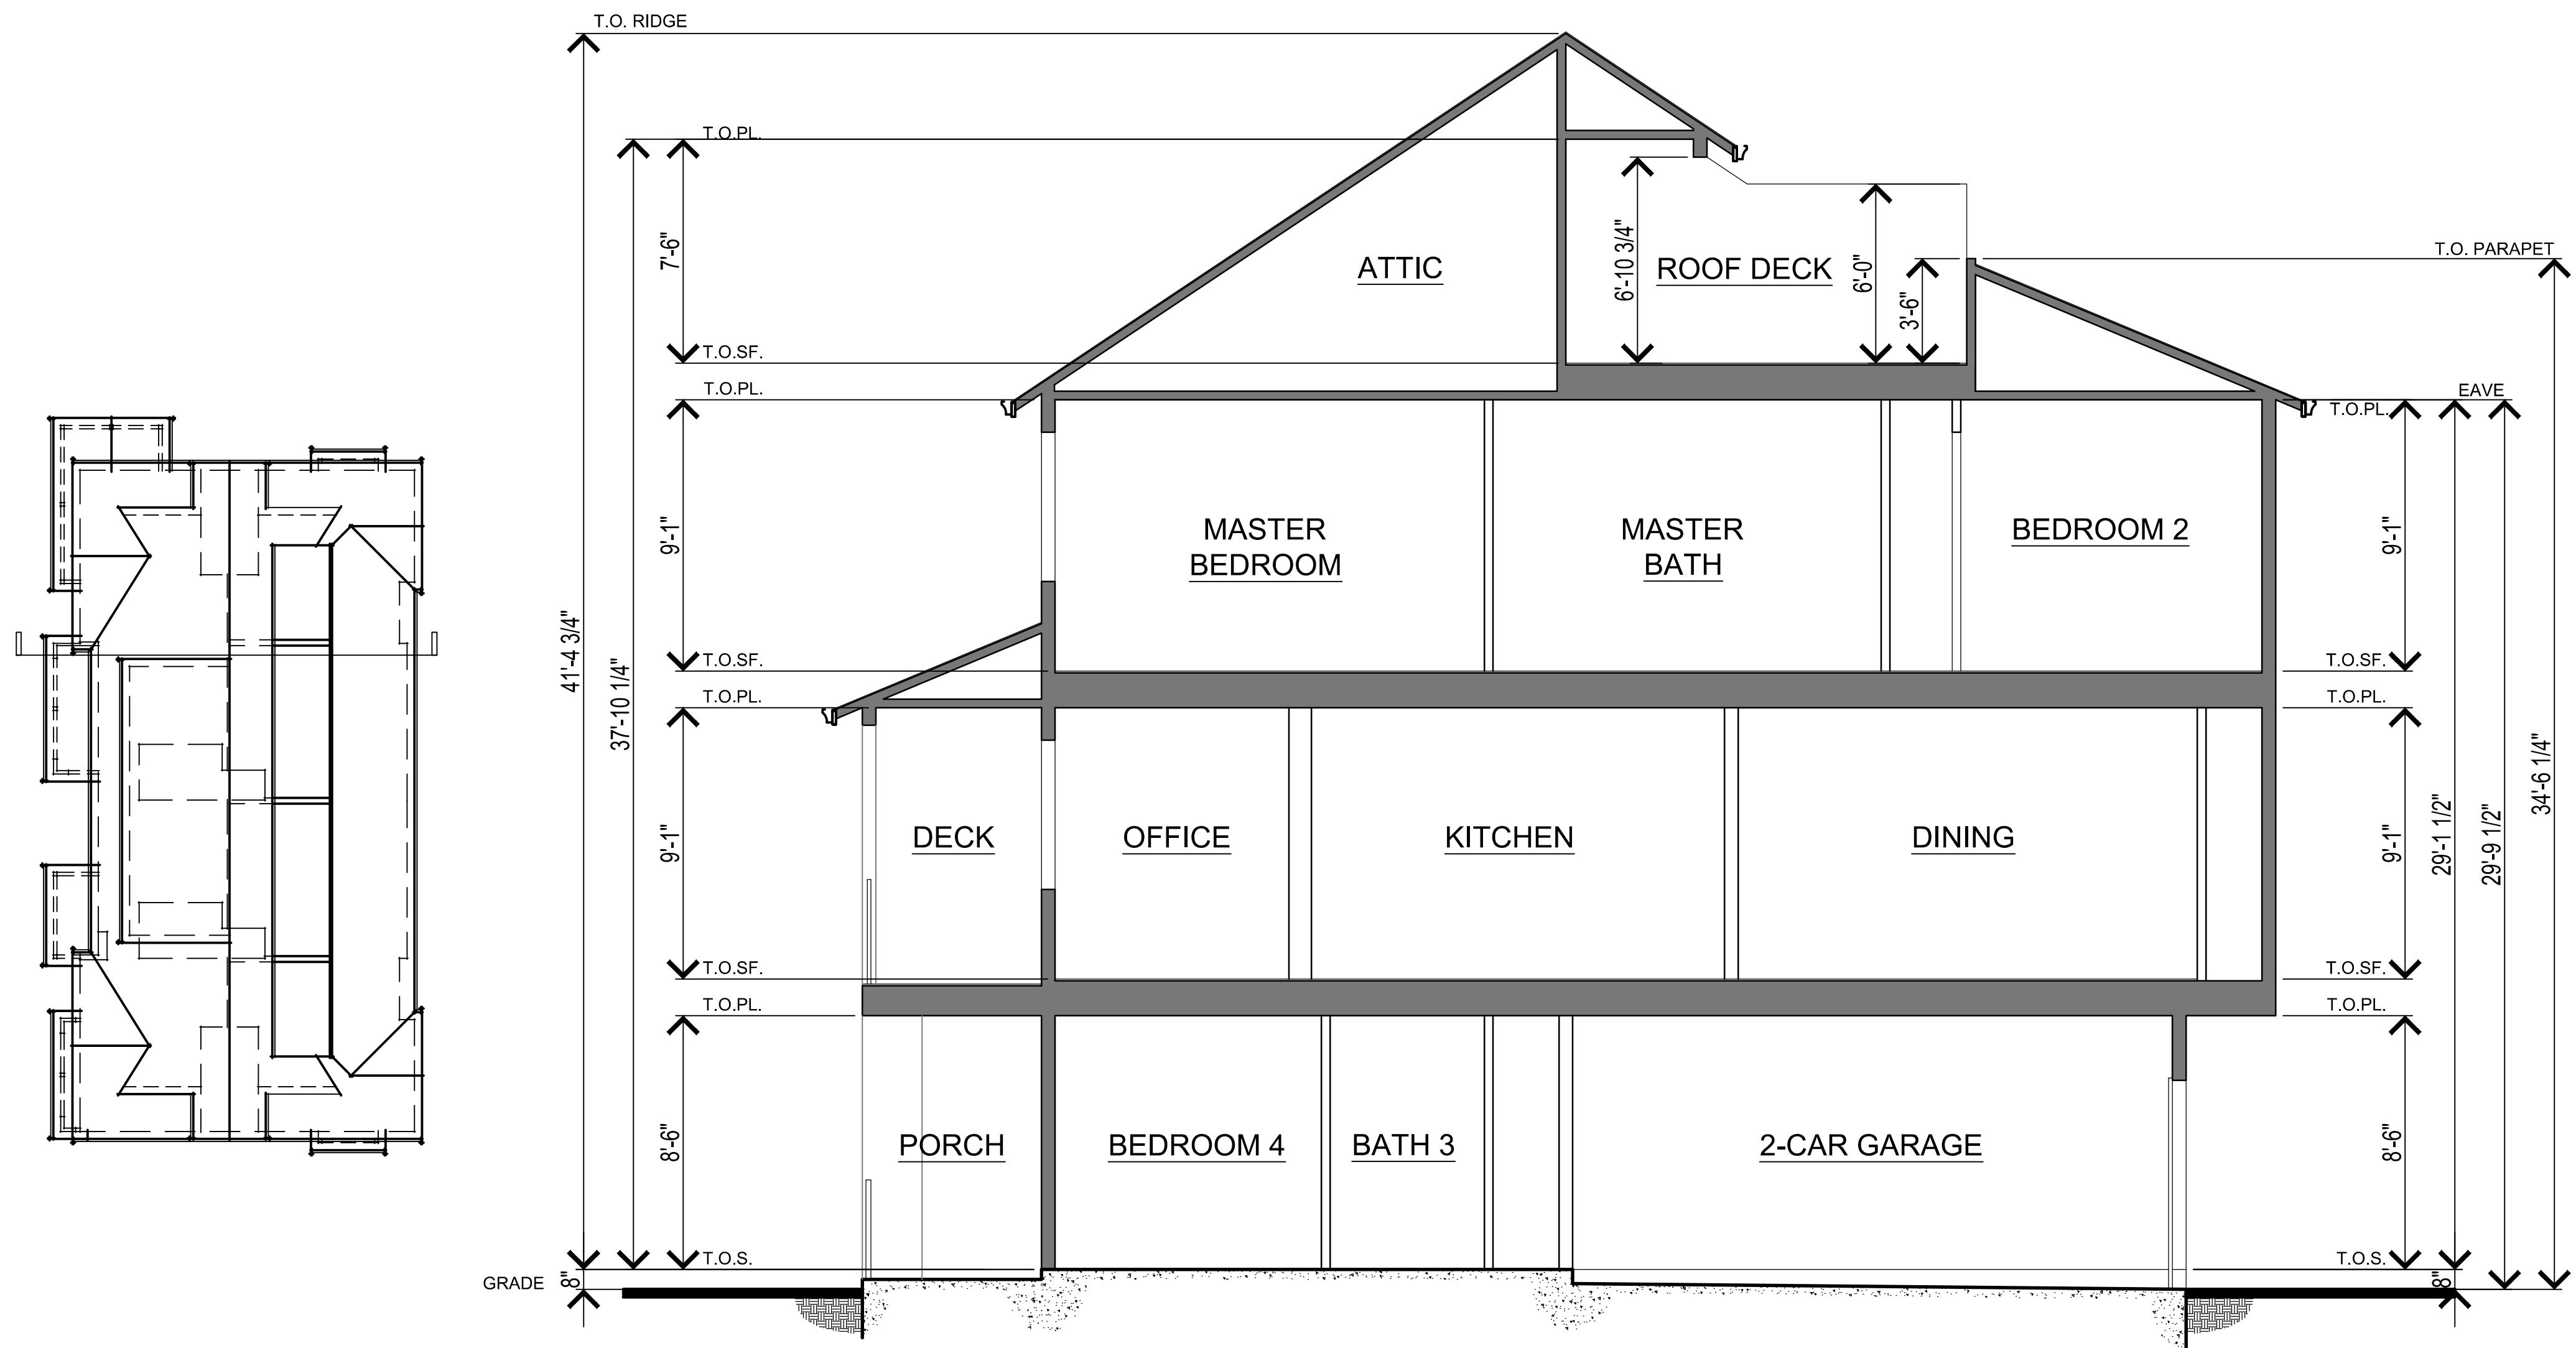 T.O. RIDGE
T.O.PL.
7'-6"
6'-10 3/4"
ATTIC
ROOF DECK
6'-0"
3'-6"
T.O. PARAPET
T.O.SF.
T.O.PL.
EAVE
T.O.PL.
9'-1"
MASTER
BEDROOM
MASTER
BATH
BEDROOM 2
9'-1"
41'-4 3/4"
37'-10 1/4"
T.O.SF.
T.O.SF.
T.O.PL.
T.O.PL.
34'-6 1/4"
29'-1 1/2"
29'-9 1/2"
9'-1"
DECK
OFFICE
KITCHEN
DINING
9'-1"
T.O.SF.
T.O.SF.
T.O.PL.
T.O.PL.
8'-6"
PORCH
BEDROOM 4
BATH 3
2-CAR GARAGE
8'-6"
T.O.S.
T.O.S.
GRADE
8"
8"